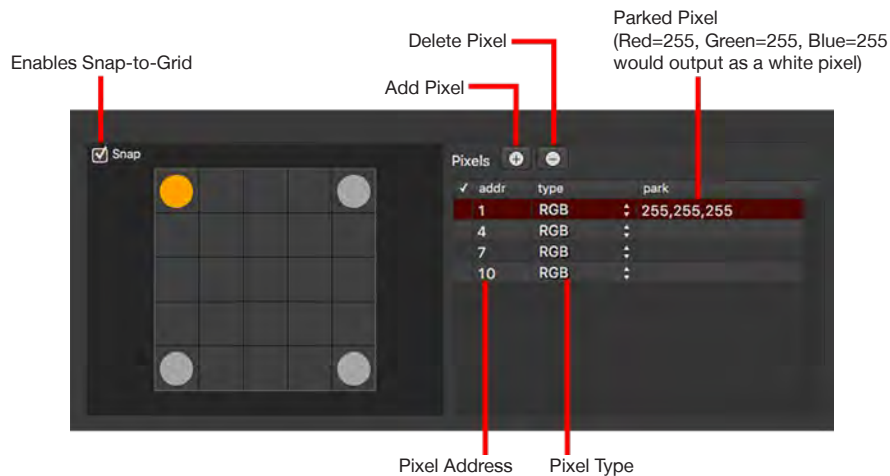 Parked Pixel
(Red=255, Green=255, Blue=255
would output as a white pixel)
Delete Pixel
Enables Snap-to-Grid
Add Pixel
Snap
Pixels
✓ addr type park
1 RGB 255,255,255
4 RGB
7 RGB
10 RGB
Pixel Address Pixel Type